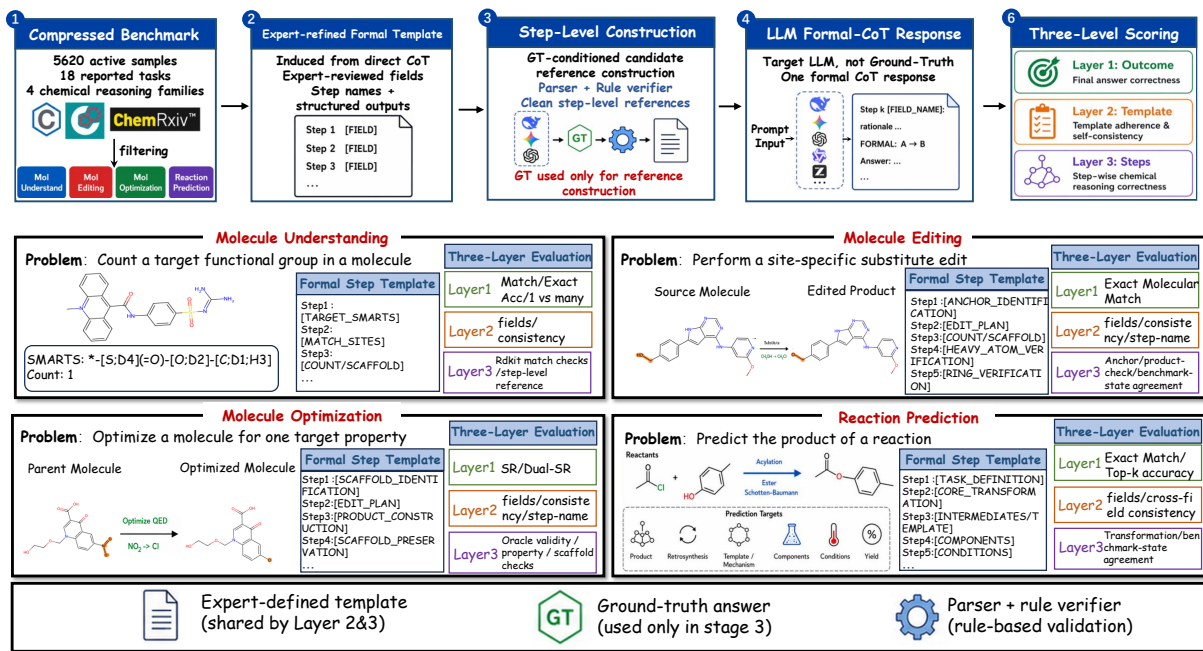 1
Compressed Benchmark
5620 active samples
18 reported tasks
4 chemical reasoning families
C
ChemRxiv™
filtering
Mol Understand
Mol Editing
Mol Optimization
Reaction Prediction
2
Expert-refined Formal Template
Induced from direct CoT
Expert-reviewed fields
Step names +
structured outputs
Step 1 [FIELD]
Step 2 [FIELD]
Step 3 [FIELD]
...
3
Step-Level Construction
GT-conditioned candidate
reference construction
Parser + Rule verifier
Clean step-level references
GT
GT used only for reference
construction
4
LLM Formal-CoT Response
Target LLM, not Ground-Truth
One formal CoT response
Prompt
Input
Z
...
Step k [FIELD_NAME]:
rationale ...
FORMAL: A → B
Answer: ...
...
6
Three-Level Scoring
Layer 1: Outcome
Final answer correctness
Layer 2: Template
Template adherence &
self-consistency
Layer 3: Steps
Step-wise chemical
reasoning correctness
Molecule Understanding
Problem: Count a target functional group in a molecule
SMARTS: *-[S;D4](=O)-[O;D2]-[C;D1;H3]
Count: 1
Formal Step Template
Step1 :
[TARGET_SMARTS]
Step2:
[MATCH_SITES]
Step3:
[COUNT/SCAFFOLD]
...
Three-Layer Evaluation
Layer1 Match/Exact
Acc/1 vs many
Layer2 fields/
consistency
Layer3 Rdkit match checks
/step-level
reference
Molecule Editing
Problem: Perform a site-specific substitute edit
Source Molecule
Edited Product
Substitute
Formal Step Template
Step1 :[ANCHOR_IDENTIFI
CATION]
Step2:[EDIT_PLAN]
Step3:[COUNT/SCAFFOLD]
Step4:[HEAVY_ATOM_VER
IFICATION]
Step5:[RING_VERIFICATI
ON]
Three-Layer Evaluation
Layer1 Exact Molecular
Match
Layer2 fields/consiste
ncy/step-name
Layer3 Anchor/product-
check/benchmark-
state agreement
Molecule Optimization
Problem: Optimize a molecule for one target property
Parent Molecule
Optimized Molecule
Optimize QED
NO₂ -> Cl
Formal Step Template
Step1 :[SCAFFOLD_IDENTI
FICATION]
Step2:[EDIT_PLAN]
Step3:[PRODUCT_CONSTR
UCTION]
Step4:[SCAFFOLD_PRESER
VATION]
...
Three-Layer Evaluation
Layer1 SR/Dual-SR
Layer2 fields/consiste
ncy/step-name
Layer3 Oracle validity /
property / scaffold
checks
Reaction Prediction
Problem: Predict the product of a reaction
Reactants
+
Acylation
Ester
Schotten-Baumann
Prediction Targets
Product
Retrosynthesis
Template /
Mechanism
Components
Conditions
%
Yield
Formal Step Template
Step1 :[TASK_DEFINITION]
Step2:[CORE_TRANSFORM
ATION]
Step3:[INTERMEDIATES/T
EMPLATE]
Step4:[COMPONENTS]
Step5:[CONDITIONS]
...
Three-Layer Evaluation
Layer1 Exact Match/
Top-k accuracy
Layer2 fields/cross-fi
eld consistency
Layer3 Transformation/ben
chmark-state
agreement
Expert-defined template
(shared by Layer 2&3)
GT
Ground-truth answer
(used only in stage 3)
Parser + rule verifier
(rule-based validation)